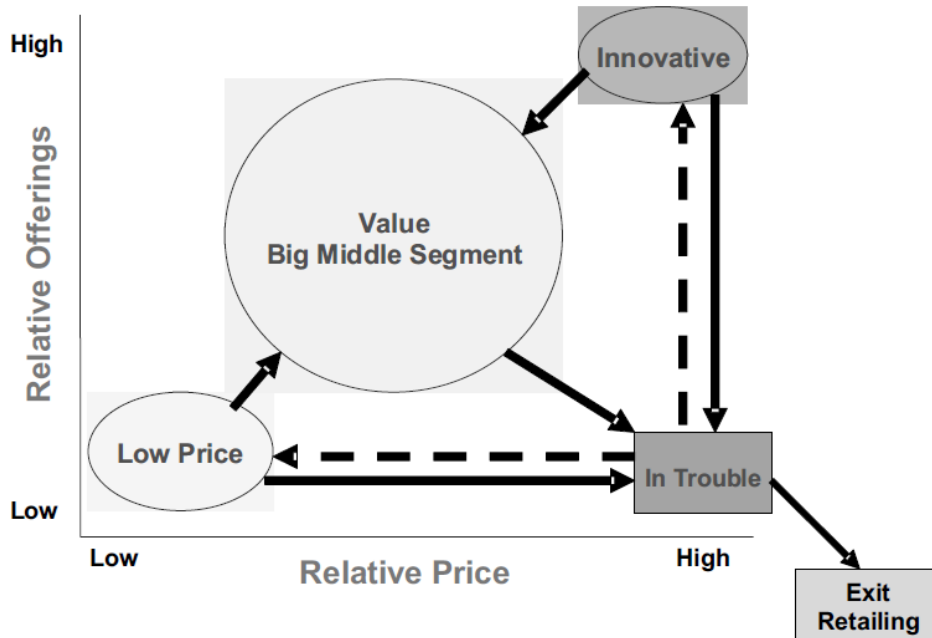 High
Innovative
Relative Offerings
Value
Big Middle Segment
Low Price
In Trouble
Low
Low
High
Relative Price
Exit
Retailing